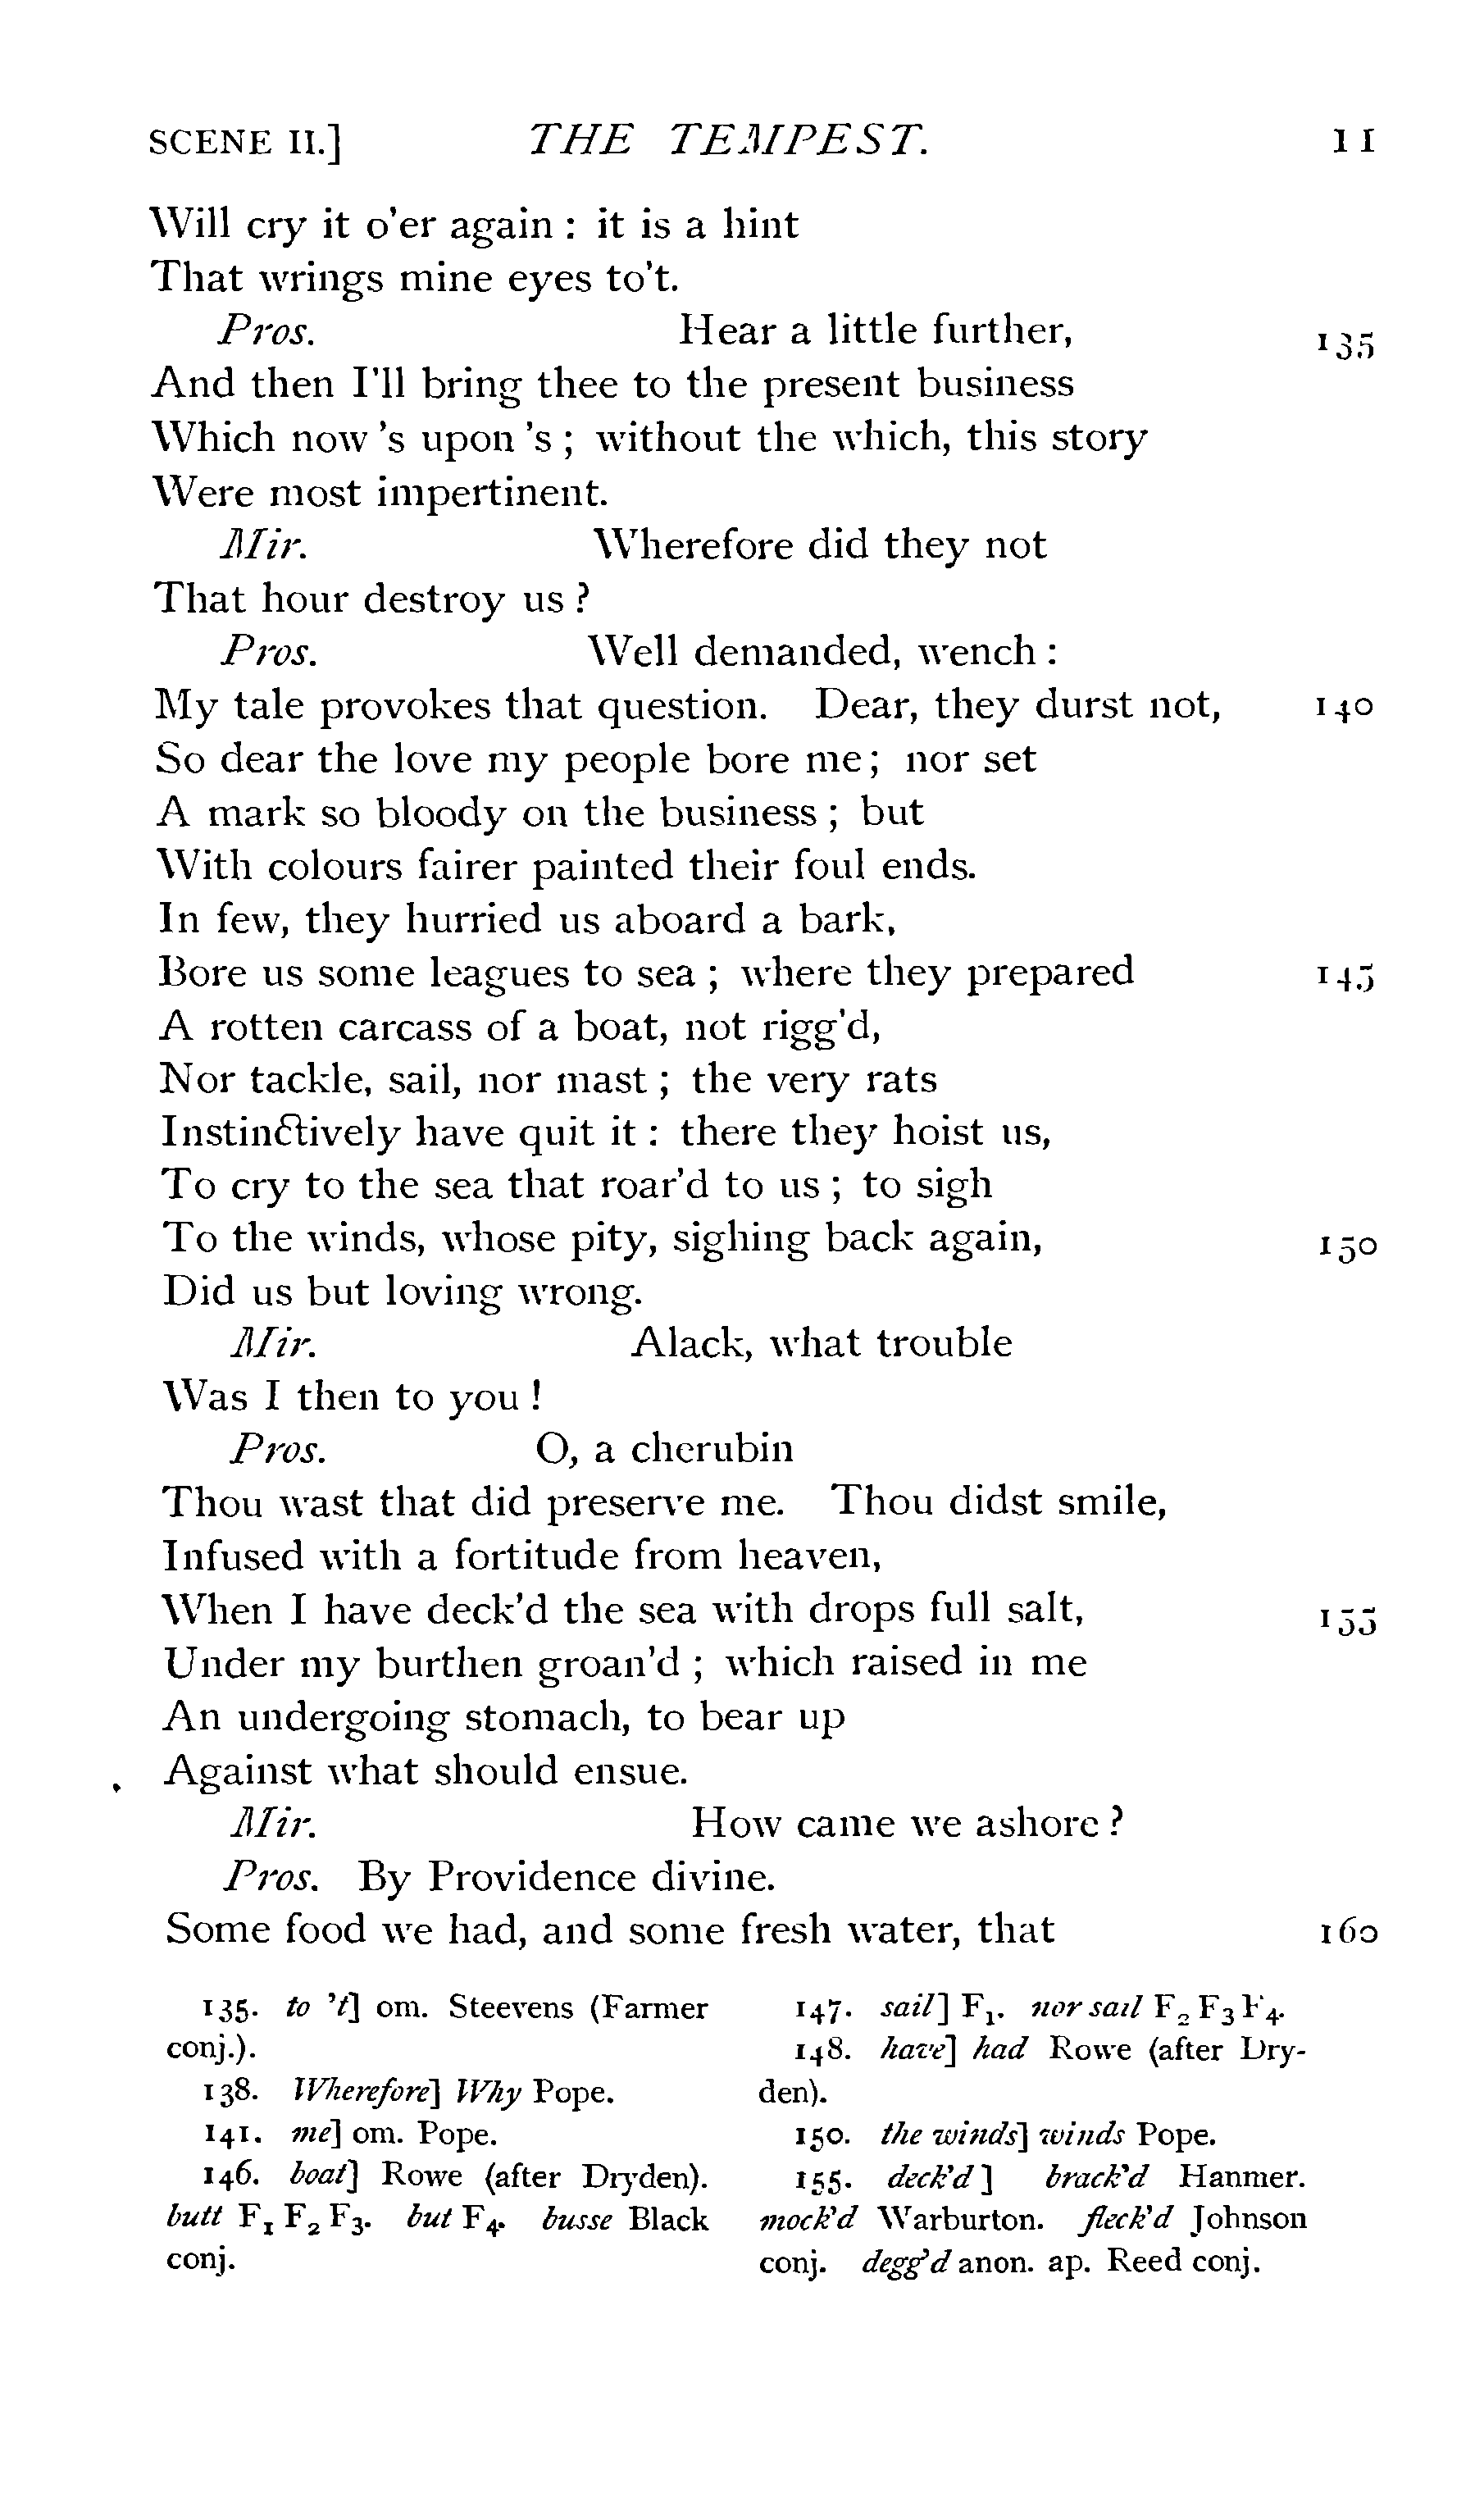 SCENE II.] THE TEMPEST. 11
Will cry it o'er again : it is a hint
That wrings mine eyes to't.
Pros. Hear a little further, 135
And then I'll bring thee to the present business
Which now 's upon 's ; without the which, this story
Were most impertinent.
Mir. Wherefore did they not
That hour destroy us ?
Pros. Well demanded, wench :
My tale provokes that question. Dear, they durst not, 140
So dear the love my people bore me ; nor set
A mark so bloody on the business ; but
With colours fairer painted their foul ends.
In few, they hurried us aboard a bark,
Bore us some leagues to sea ; where they prepared 145
A rotten carcass of a boat, not rigg'd,
Nor tackle, sail, nor mast ; the very rats
Instinctively have quit it : there they hoist us,
To cry to the sea that roar'd to us ; to sigh
To the winds, whose pity, sighing back again, 150
Did us but loving wrong.
Mir. Alack, what trouble
Was I then to you !
Pros. O, a cherubin
Thou wast that did preserve me. Thou didst smile,
Infused with a fortitude from heaven,
When I have deck'd the sea with drops full salt, 155
Under my burthen groan'd ; which raised in me
An undergoing stomach, to bear up
Against what should ensue.
Mir. How came we ashore ?
Pros. By Providence divine.
Some food we had, and some fresh water, that 160
135. to 't] om. Steevens (Farmer
conj.).
138. Wherefore] Why Pope.
141. me] om. Pope.
146. boat] Rowe (after Dryden).
butt F1 F2 F3. but F4. busse Black
conj.
147. sail] F1. nor sail F2 F3 F4.
148. have] had Rowe (after Dry-
den).
150. the winds] winds Pope.
155. deck'd] brack'd Hanmer.
mock'd Warburton. fleck'd Johnson
conj. degg'd anon. ap. Reed conj.